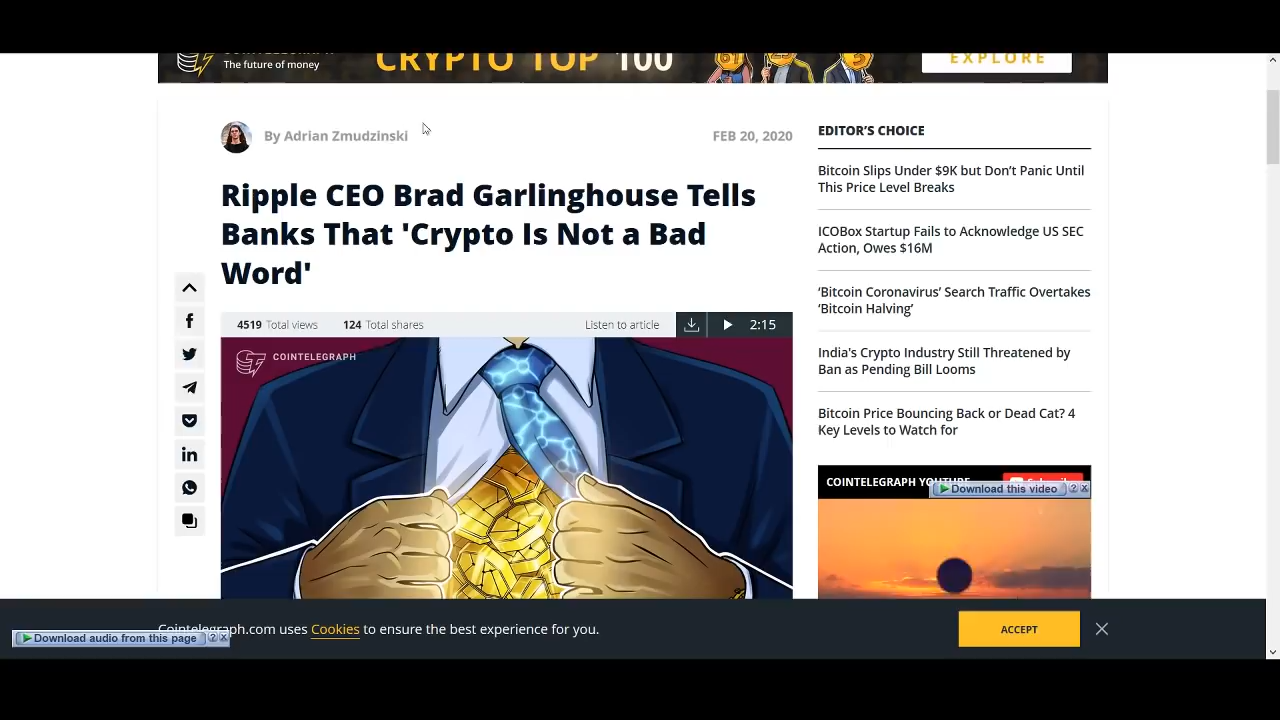 The future of money
CRYPTO TOP 100
EXPLORE
By Adrian Zmudzinski
FEB 20, 2020
Ripple CEO Brad Garlinghouse Tells
Banks That 'Crypto Is Not a Bad
Word'
4519 Total views
124 Total shares
Listen to article
2:15
COINTELEGRAPH
EDITOR’S CHOICE
Bitcoin Slips Under $9K but Don’t Panic Until
This Price Level Breaks
ICOBox Startup Fails to Acknowledge US SEC
Action, Owes $16M
‘Bitcoin Coronavirus’ Search Traffic Overtakes
‘Bitcoin Halving’
India's Crypto Industry Still Threatened by
Ban as Pending Bill Looms
Bitcoin Price Bouncing Back or Dead Cat? 4
Key Levels to Watch for
COINTELEGRAPH YOUTUBE
Download this video
Cointelegraph.com uses Cookies to ensure the best experience for you.
ACCEPT
Download audio from this page